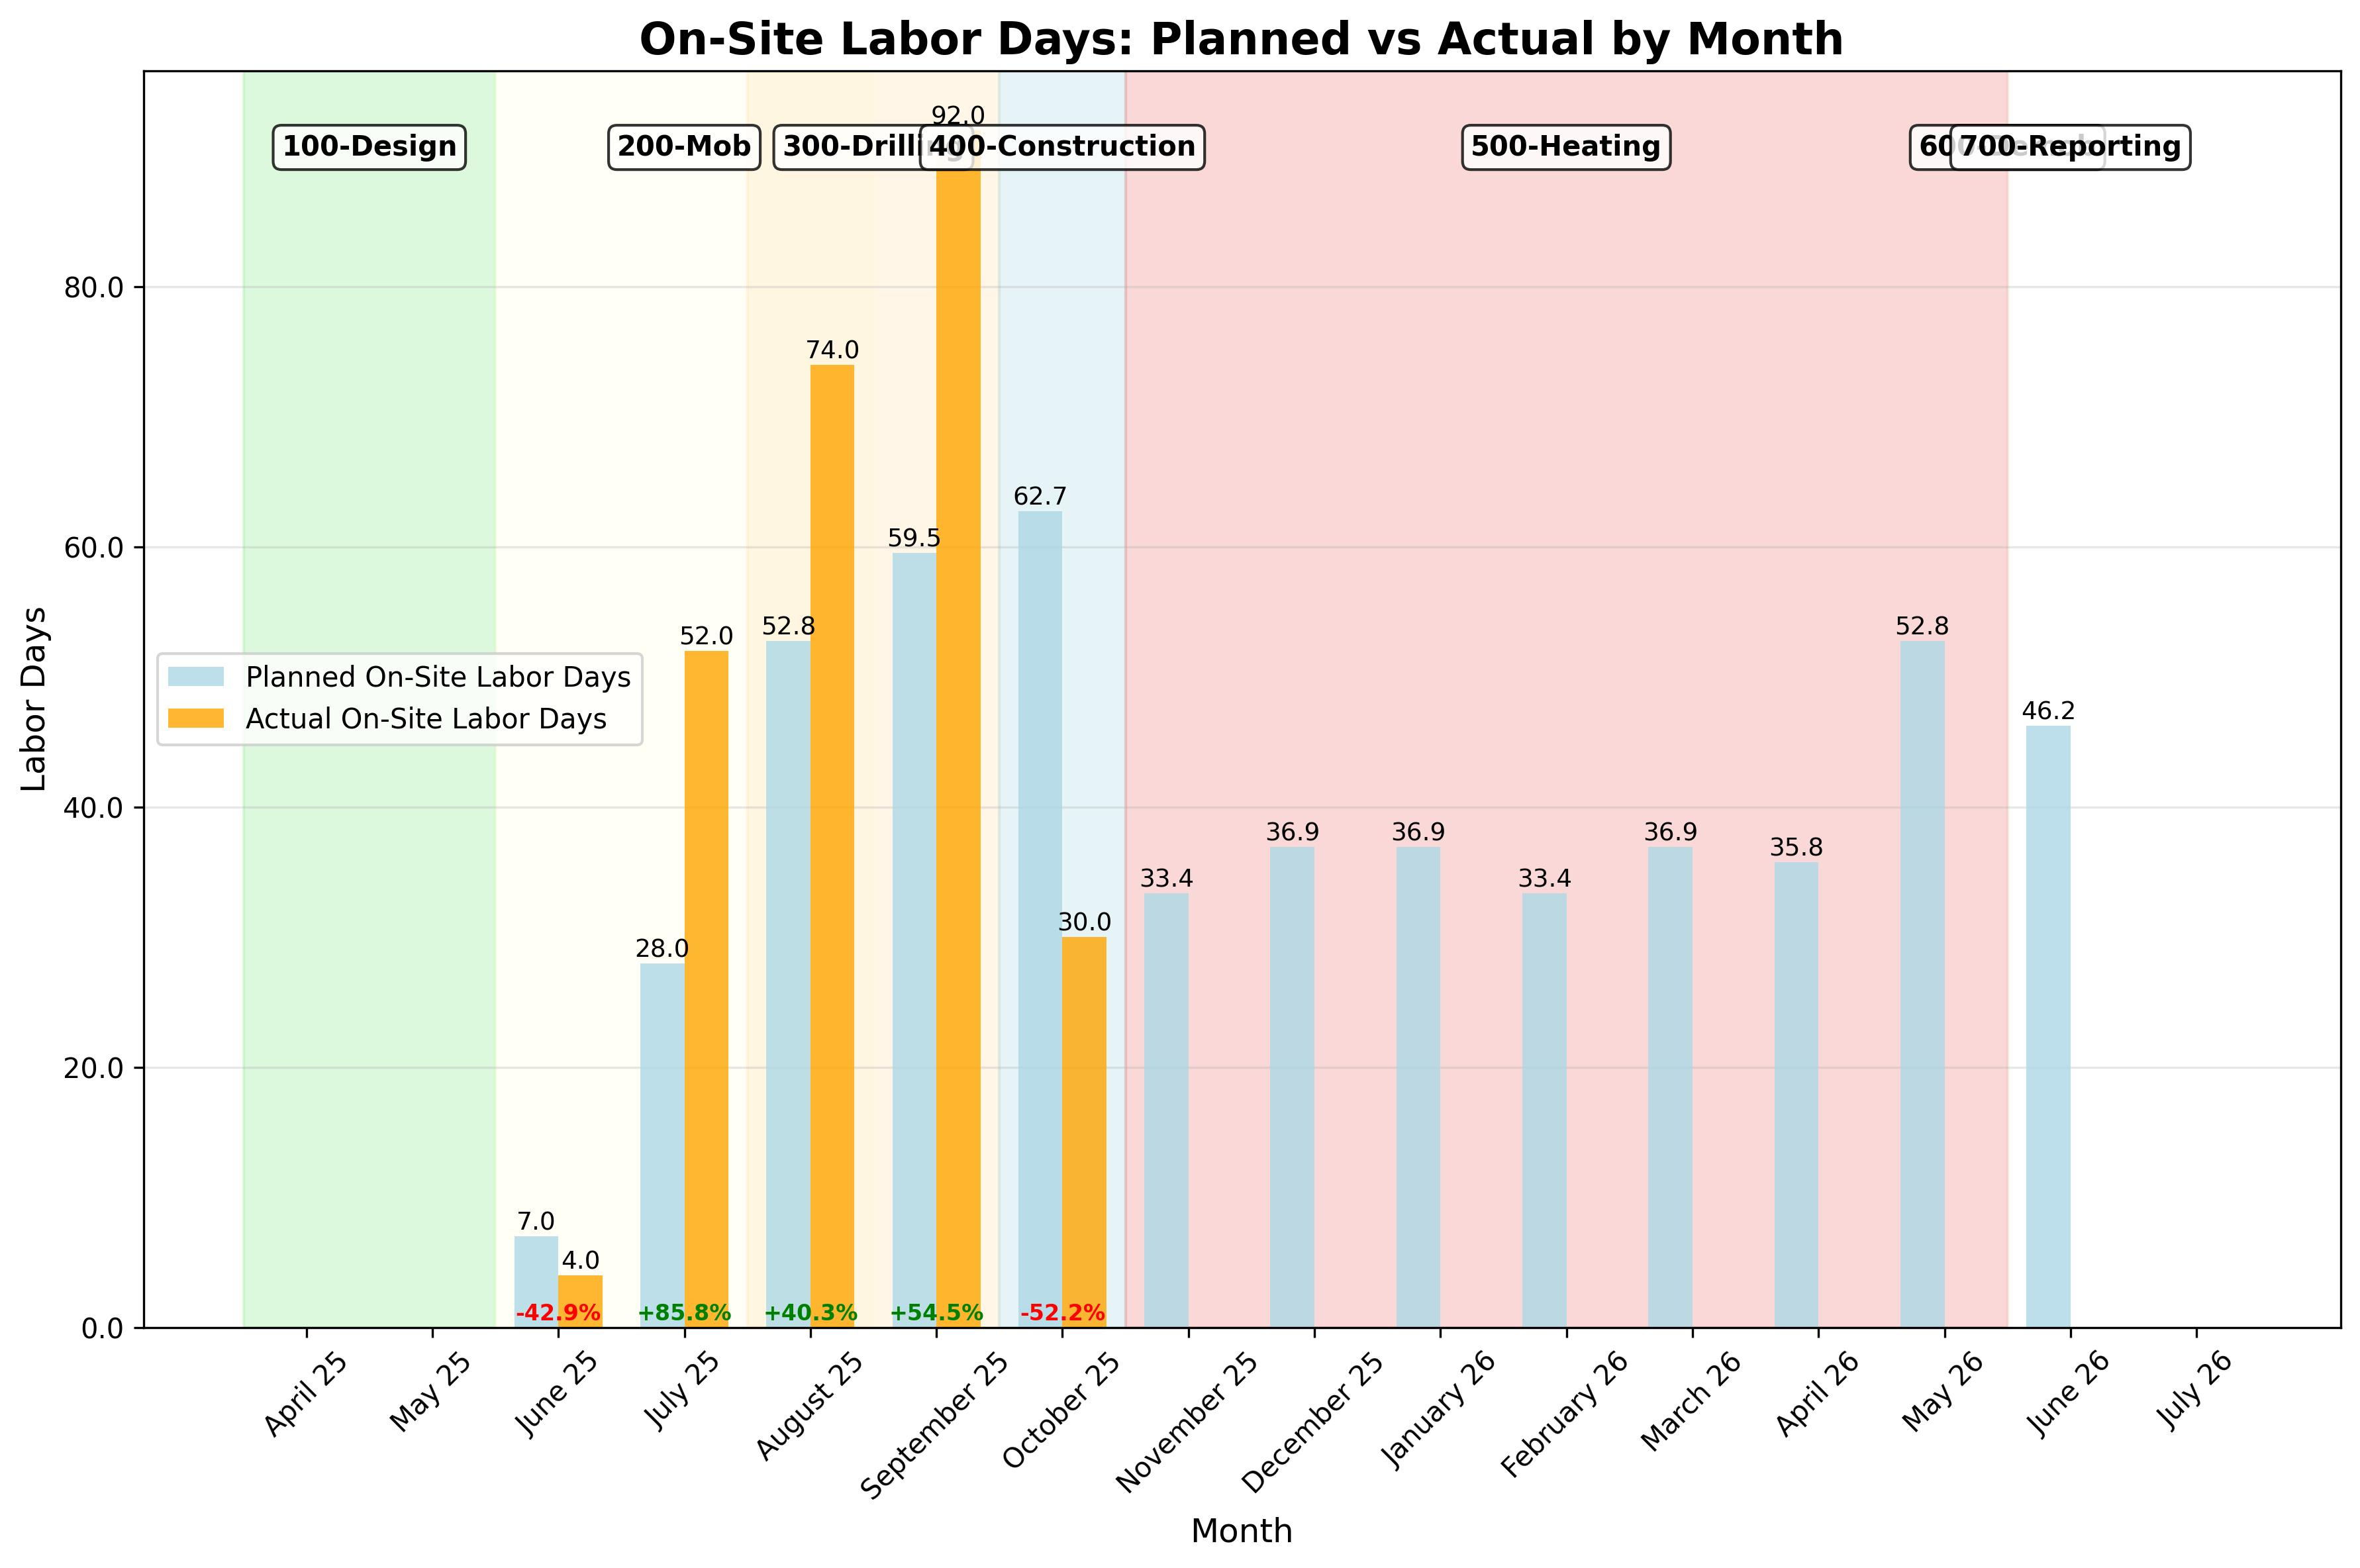 On-Site Labor Days: Planned vs Actual by Month
92.0
100-Design
200-Mob
300-Drilling
400-Construction
500-Heating
700-Reporting
80.0
60.0
40.0
20.0
0.0
Labor Days
Planned On-Site Labor Days
Actual On-Site Labor Days
7.0
4.0
28.0
52.0
52.8
74.0
59.5
62.7
30.0
33.4
36.9
36.9
33.4
36.9
35.8
52.8
46.2
-42.9%
+85.8%
+40.3%
+54.5%
-52.2%
April 25
May 25
June 25
July 25
August 25
September 25
October 25
November 25
December 25
January 26
February 26
March 26
April 26
May 26
June 26
July 26
Month